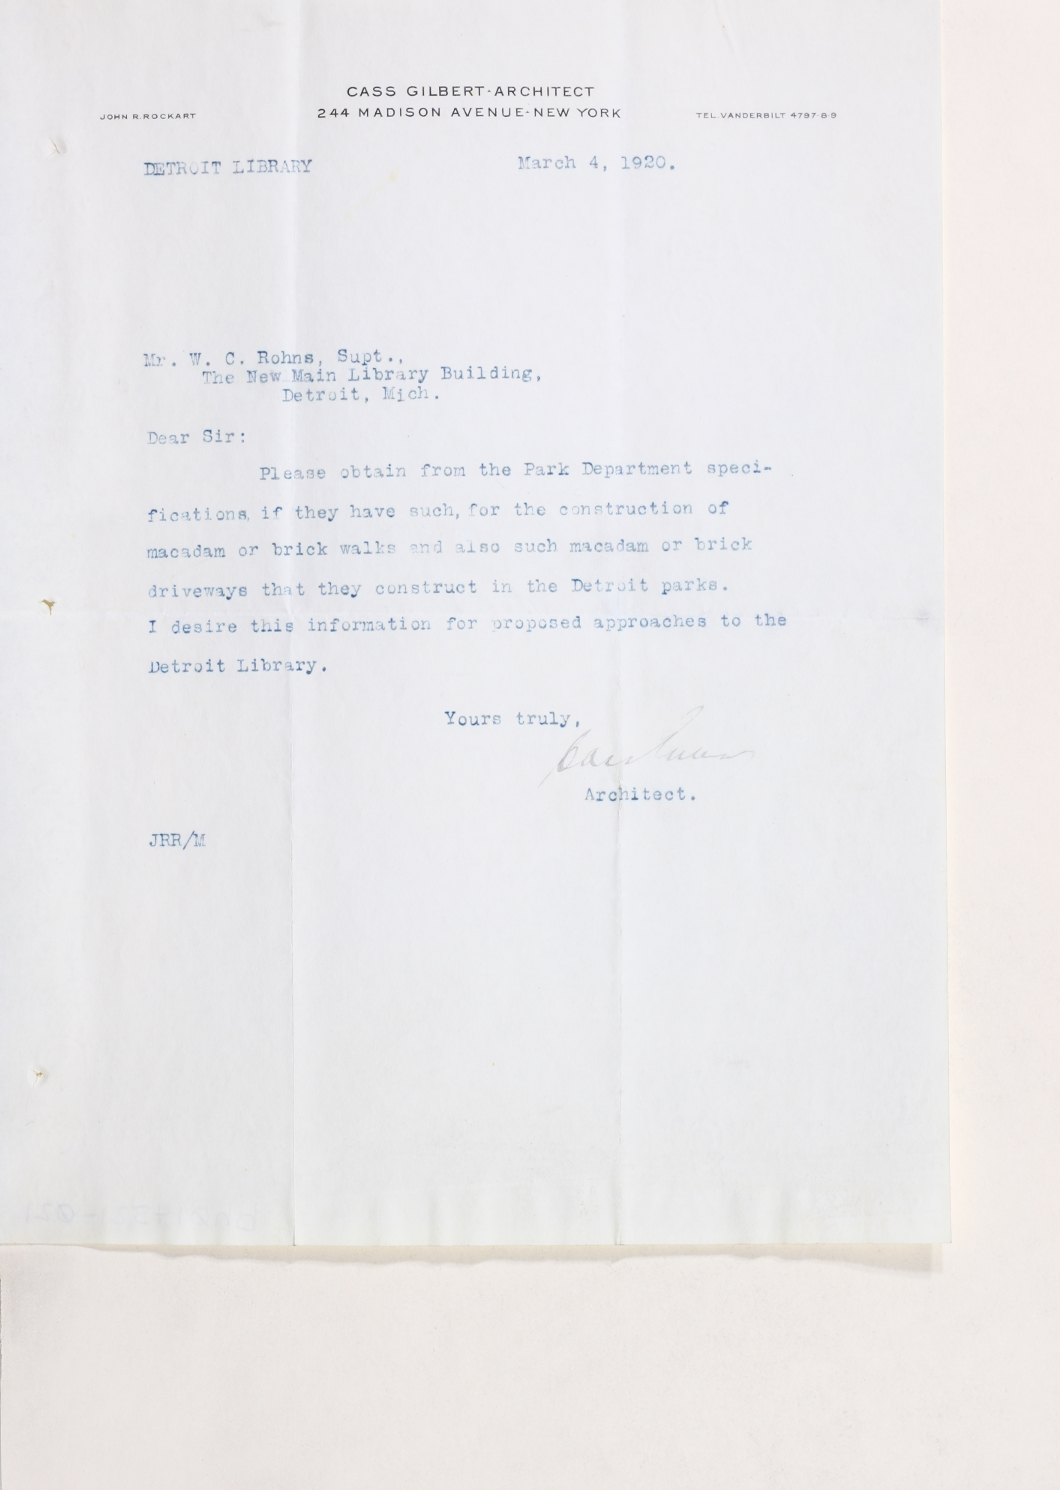 CASS GILBERT·ARCHITECT
244 MADISON AVENUE·NEW YORK
JOHN R. ROCKART
TEL. VANDERBILT 4797-8-9
DETROIT LIBRARY
March 4, 1920.
Mr. W. C. Rohns, Supt.,
The New Main Library Building,
Detroit, Mich.
Dear Sir:
Please obtain from the Park Department speci-
fications, if they have such, for the construction of
macadam or brick walks and also such macadam or brick
driveways that they construct in the Detroit parks.
I desire this information for proposed approaches to the
Detroit Library.
Yours truly,
Architect.
JRR/M